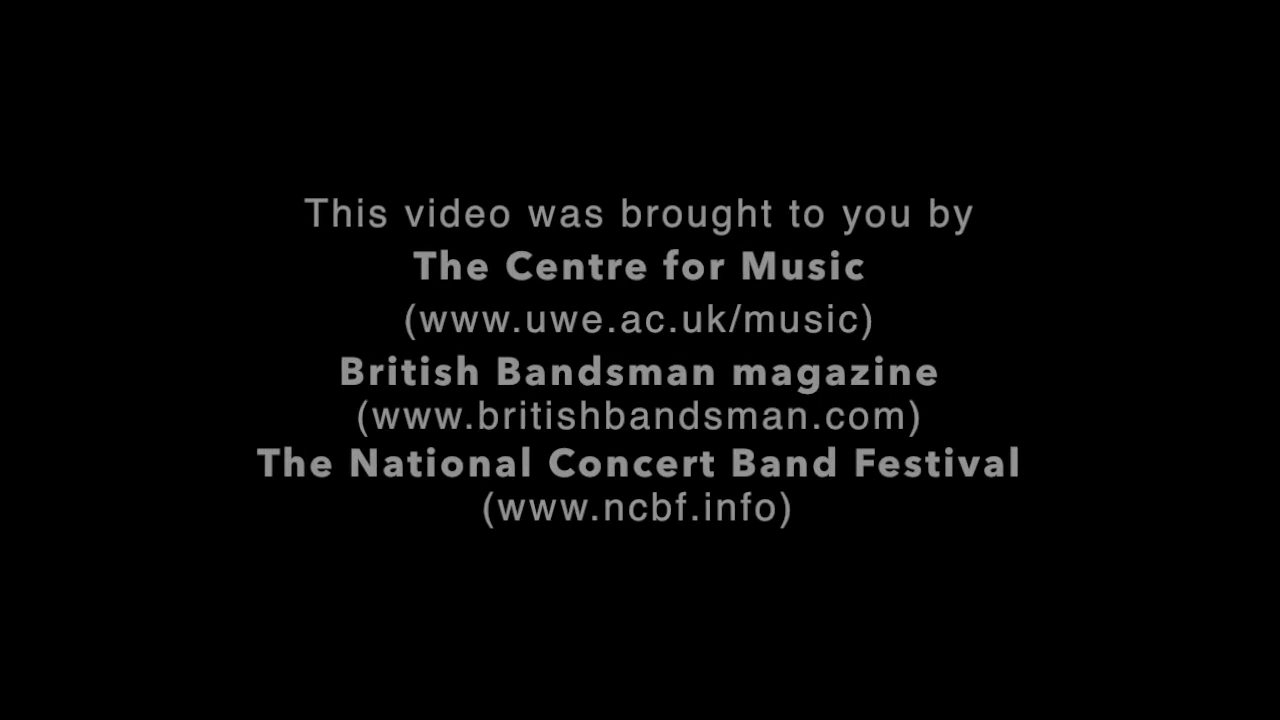 This video was brought to you by
The Centre for Music
(www.uwe.ac.uk/music)
British Bandsman magazine
(www.britishbandsman.com)
The National Concert Band Festival
(www.ncbf.info)